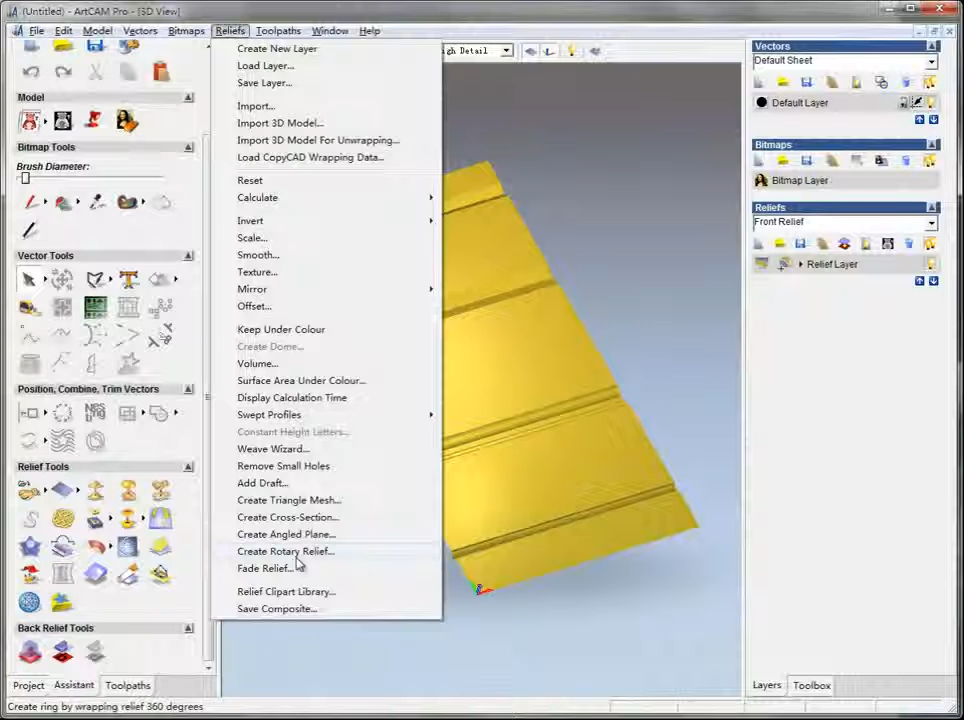 (Untitled) - ArtCAM Pro - [3D View]
File Edit Model Vectors Bitmaps Reliefs Toolpaths Window Help
Create New Layer
Load Layer...
Save Layer...
Import...
Import 3D Model...
Import 3D Model For Unwrapping...
Load CopyCAD Wrapping Data...
Reset
Calculate
Invert
Scale...
Smooth...
Texture...
Mirror
Offset...
Keep Under Colour
Create Dome...
Volume...
Surface Area Under Colour...
Display Calculation Time
Swept Profiles
Constant Height Letters...
Weave Wizard...
Remove Small Holes
Add Draft...
Create Triangle Mesh...
Create Cross-Section...
Create Angled Plane...
Create Rotary Relief...
Fade Relief...
Relief Clipart Library...
Save Composite...
Model
Bitmap Tools
Brush Diameter:
Vector Tools
Position, Combine, Trim Vectors
NES
TING
Relief Tools
Back Relief Tools
Project Assistant Toolpaths
igh Detail
Vectors
Default Sheet
Default Layer
Bitmaps
Bitmap Layer
Reliefs
Front Relief
Relief Layer
Layers Toolbox
Create ring by wrapping relief 360 degrees